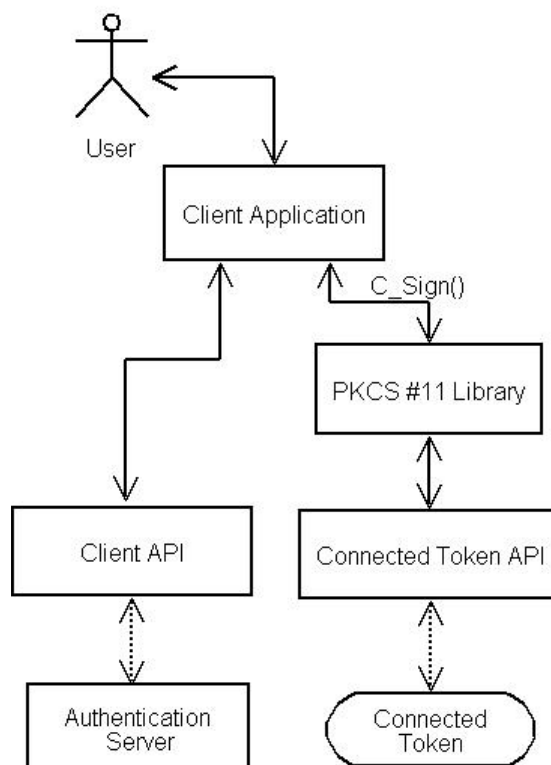 User
Client Application
C_Sign()
PKCS #11 Library
Client API
Connected Token API
Authentication
Server
Connected
Token